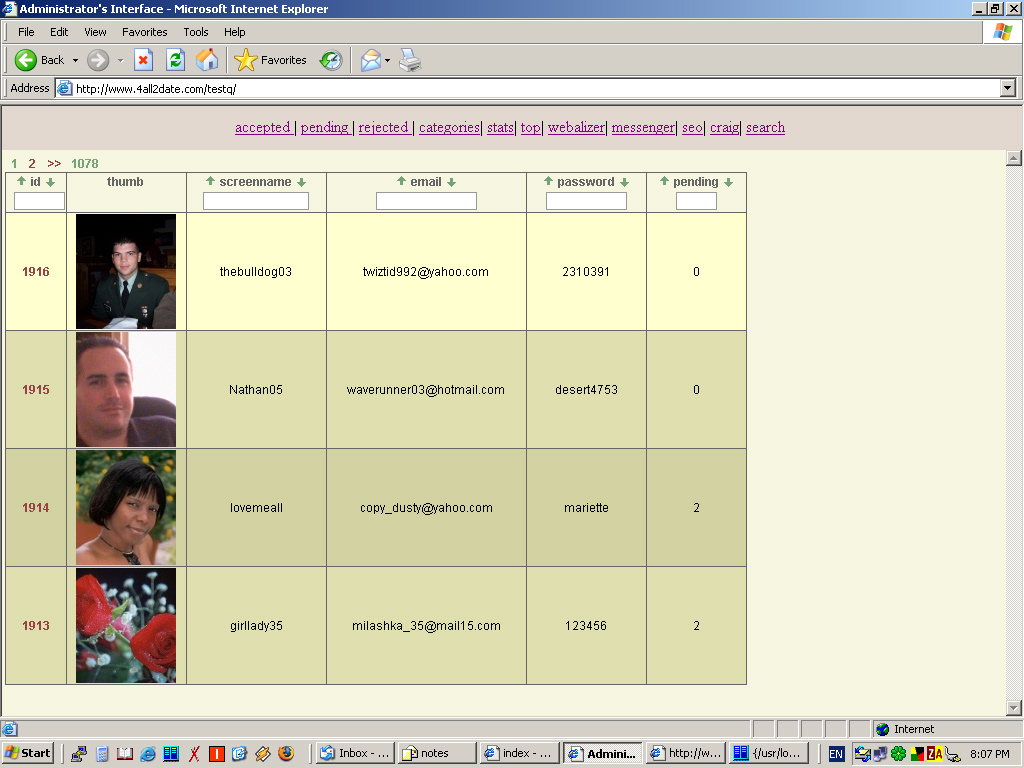 Administrator's Interface - Microsoft Internet Explorer
File Edit View Favorites Tools Help
Back Favorites
Address http://www.4all2date.com/testq/
accepted | pending | rejected | categories| stats| top| webalizer| messenger| seo| craig| search
1 2 >> 1078
id thumb screenname email password pending
1916 thebulldog03 twiztid992@yahoo.com 2310391 0
1915 Nathan05 waverunner03@hotmail.com desert4753 0
1914 lovemeall copy_dusty@yahoo.com mariette 2
1913 girllady35 milashka_35@mail15.com 123456 2
Internet
Start Inbox - ... notes index - ... Admini... http://w... {/usr/lo... EN ZA 8:07 PM